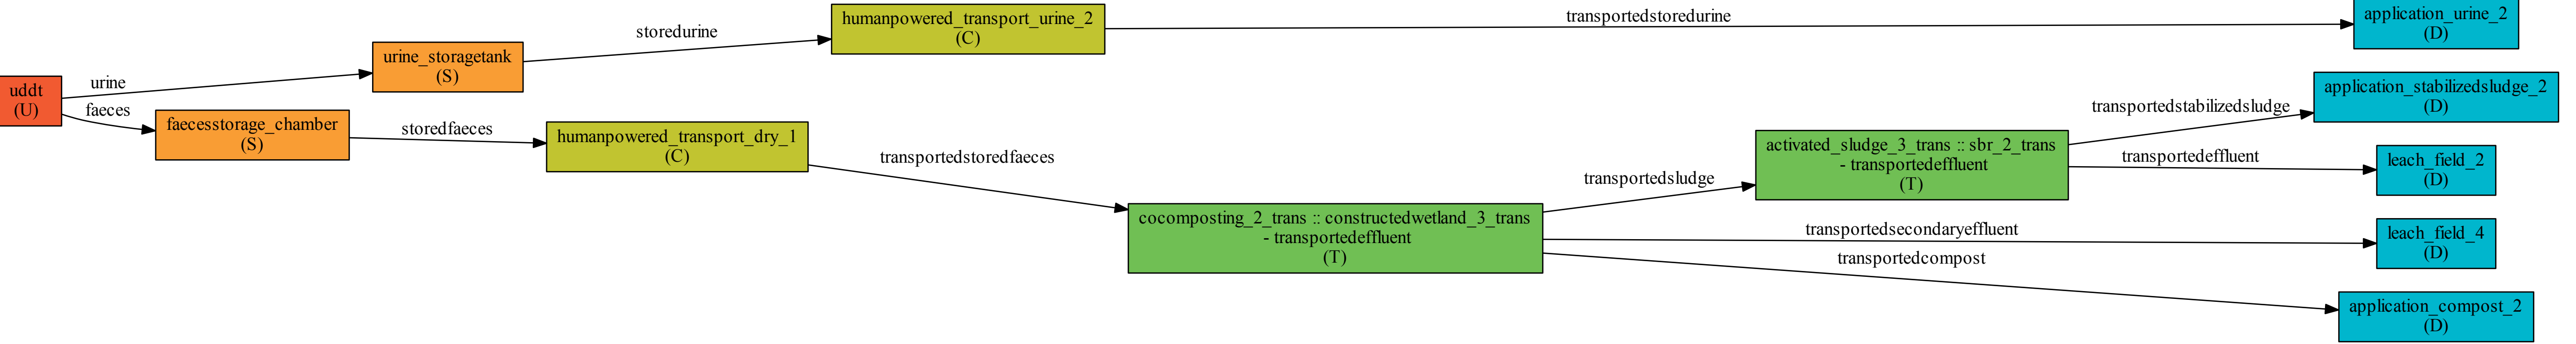 uddt
(U)
urine
faeces
urine_storagetank
(S)
faecesstorage_chamber
(S)
storedurine
storedfaeces
humanpowered_transport_urine_2
(C)
humanpowered_transport_dry_1
(C)
transportedstoredurine
transportedstoredfaeces
cocomposting_2_trans :: constructedwetland_3_trans
- transportedeffluent
(T)
transportedsludge
transportedsecondaryeffluent
transportedcompost
activated_sludge_3_trans :: sbr_2_trans
- transportedeffluent
(T)
transportedstabilizedsludge
transportedeffluent
application_urine_2
(D)
application_stabilizedsludge_2
(D)
leach_field_2
(D)
leach_field_4
(D)
application_compost_2
(D)